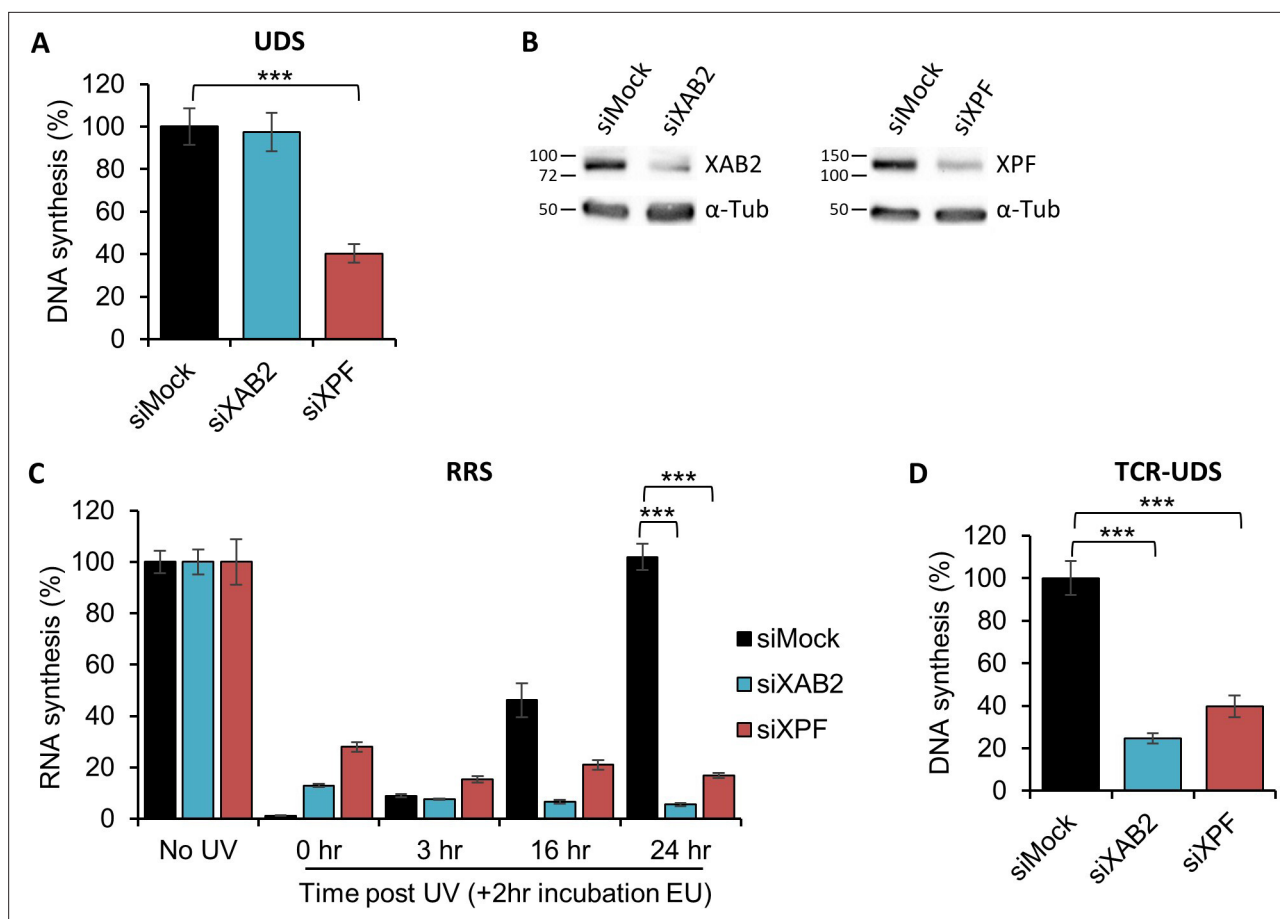 A
UDS
***
DNA synthesis (%)
120
100
80
60
40
20
0
siMock
siXAB2
siXPF
B
siMock
siXAB2
100
72
XAB2
50
α-Tub
siMock
siXPF
150
100
XPF
50
α-Tub
C
RRS
***
***
RNA synthesis (%)
120
100
80
60
40
20
0
siMock
siXAB2
siXPF
No UV 0 hr 3 hr 16 hr 24 hr
Time post UV (+2hr incubation EU)
D
TCR-UDS
***
***
DNA synthesis (%)
120
100
80
60
40
20
0
siMock
siXAB2
siXPF